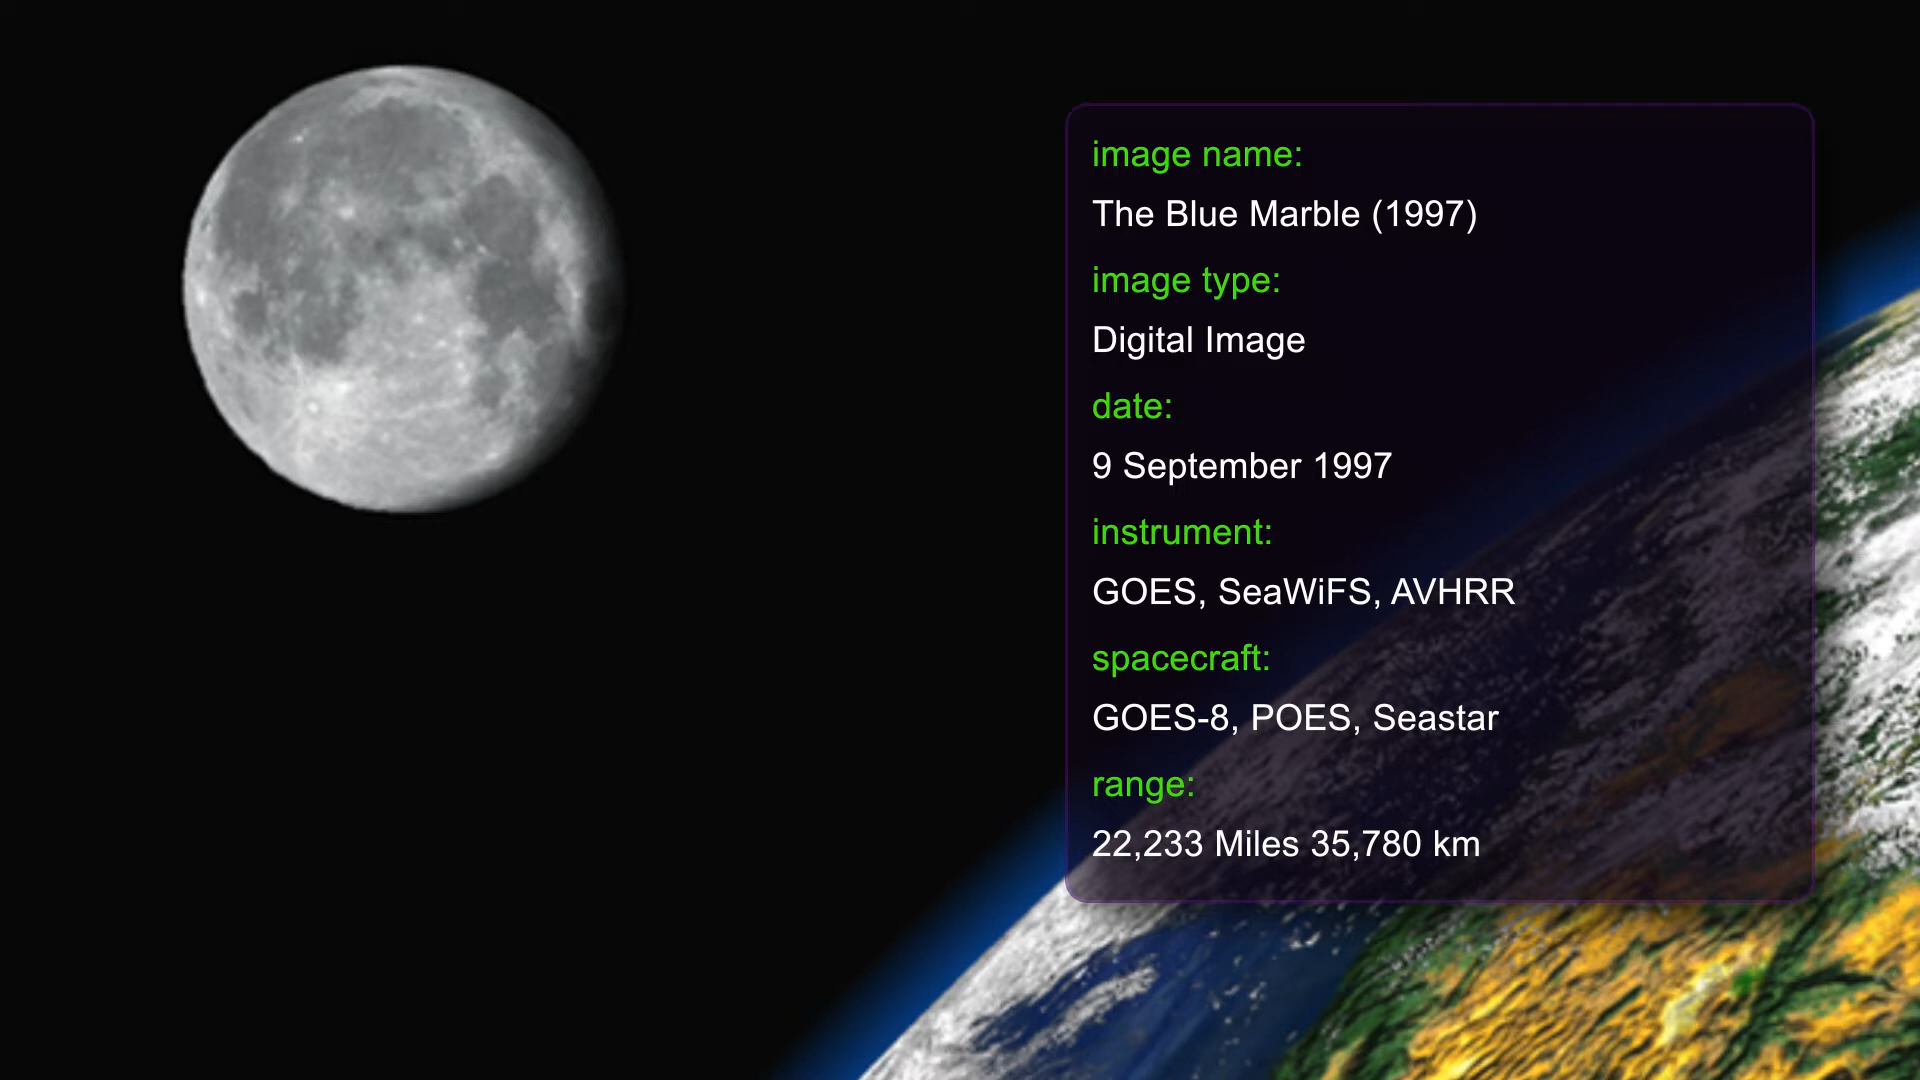 image name:
The Blue Marble (1997)
image type:
Digital Image
date:
9 September 1997
instrument:
GOES, SeaWiFS, AVHRR
spacecraft:
GOES-8, POES, Seastar
range:
22,233 Miles 35,780 km